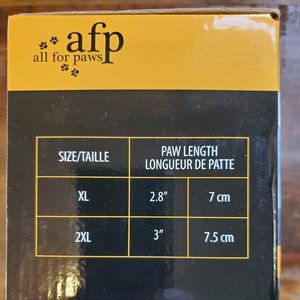 afp
all for paws
SIZE/TAILLE PAW LENGTH
LONGUEUR DE PATTE
XL 2.8" 7 cm
2XL 3" 7.5 cm